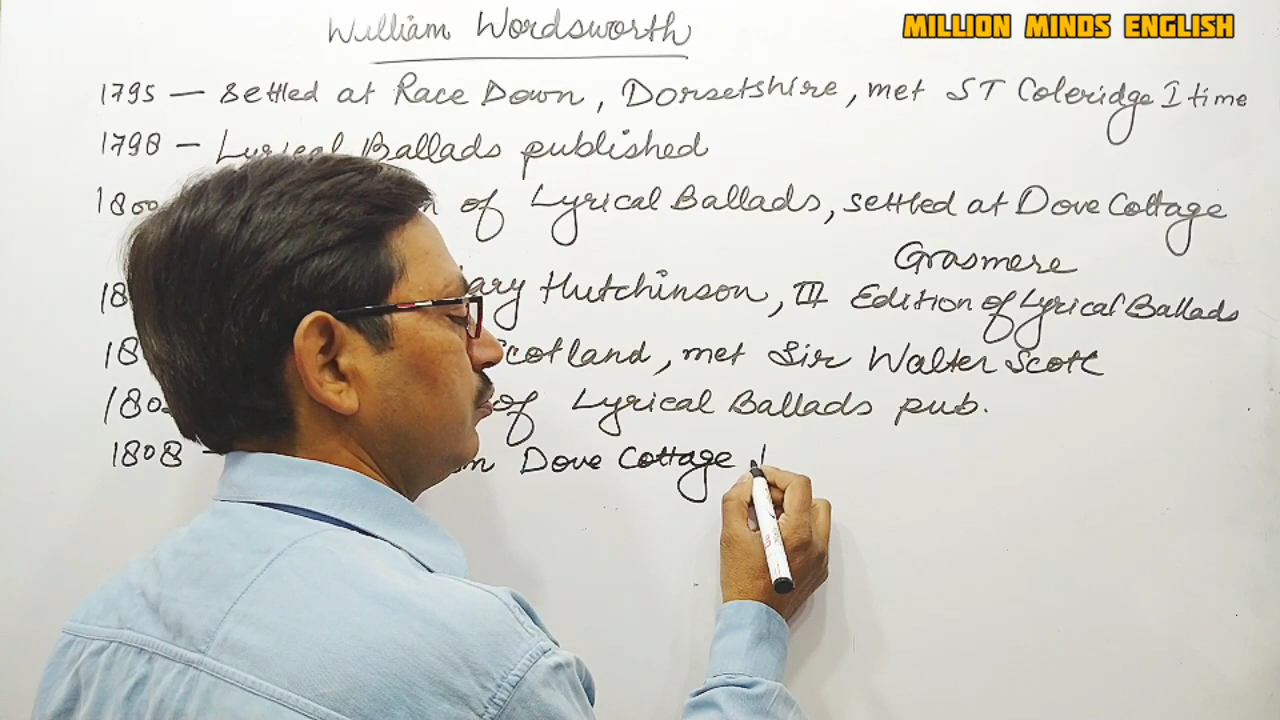 William Wordsworth
MILLION MINDS ENGLISH
1795 — Settled at Race Down, Dorsetshire, met ST Coleridge I time
1798 — Lyrical Ballads published
1800 of Lyrical Ballads, settled at Dove Cottage
Grasmere
Hutchinson, III Edition of Lyrical Ballads
Scotland, met Sir Walter Scott
of Lyrical Ballads pub.
1808 — Dove Cottage